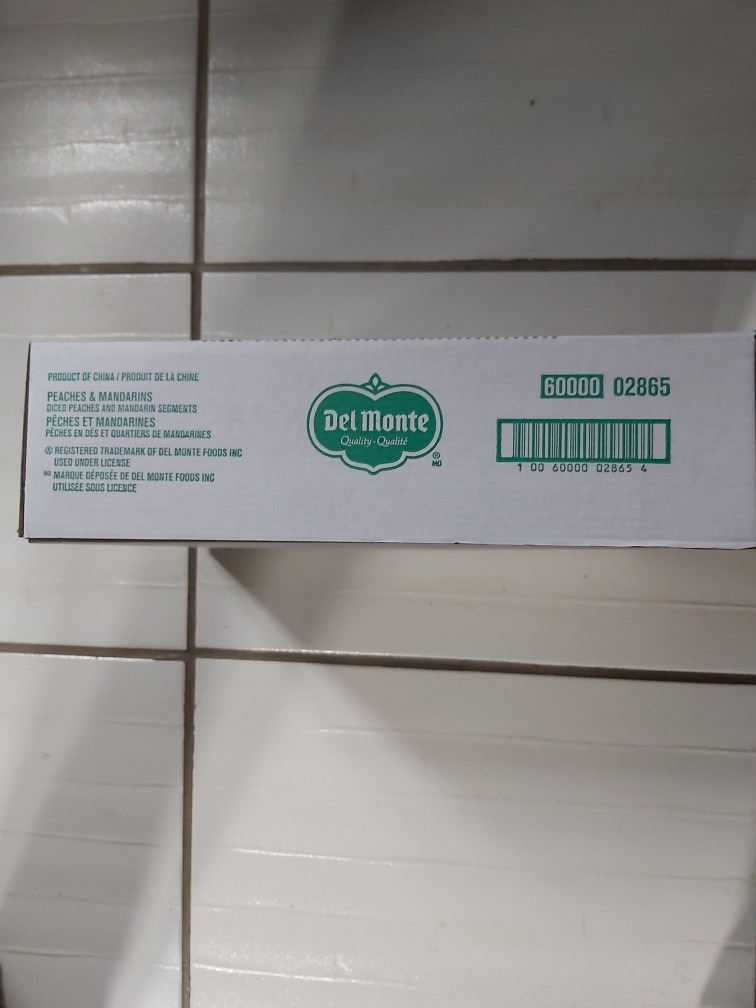 PRODUCT OF CHINA / PRODUIT DE LA CHINE
PEACHES & MANDARINS
DICED PEACHES AND MANDARIN SEGMENTS
PÊCHES ET MANDARINES
PÊCHES EN DÉS ET QUARTIERS DE MANDARINES
® REGISTERED TRADEMARK OF DEL MONTE FOODS INC
USED UNDER LICENSE
MD MARQUE DÉPOSÉE DE DEL MONTE FOODS INC
UTILISÉE SOUS LICENCE
Del Monte
Quality - Qualité
®
MD
60000 02865
1 00 60000 02865 4